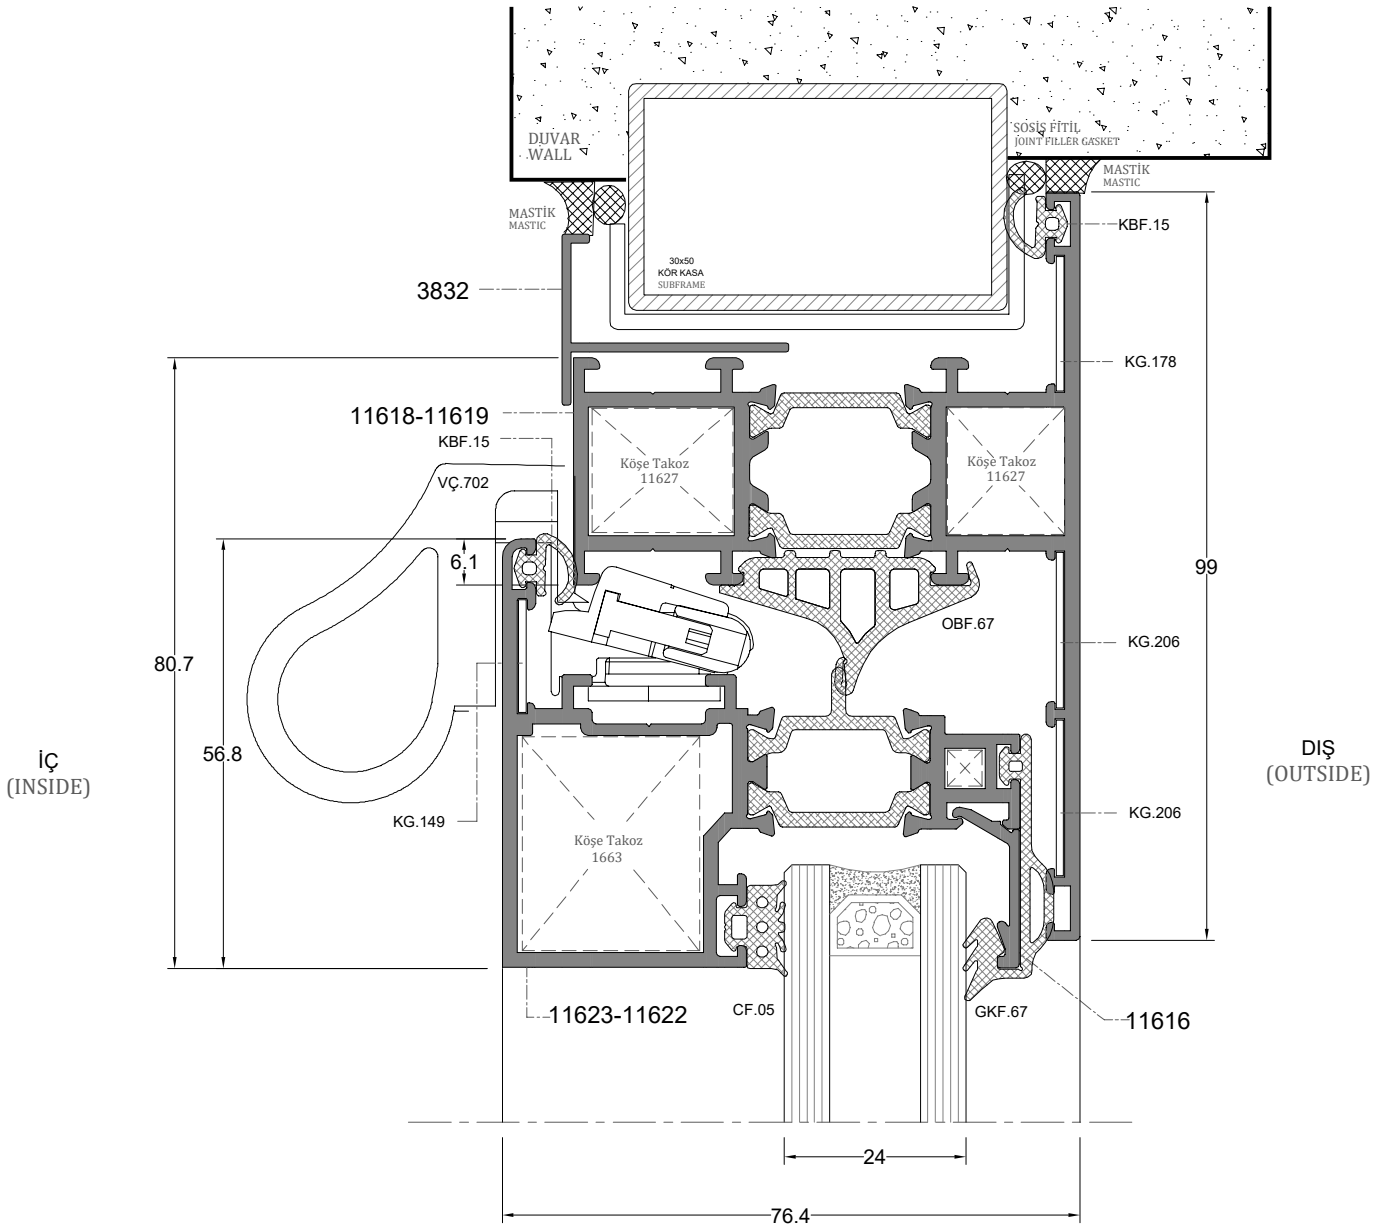 DUVAR
WALL
SOSİS FİTİL
JOINT FILLER GASKET
MASTİK
MASTIC
MASTİK
MASTIC
KBF.15
30x50
KÖR KASA
SUBFRAME
3832
KG.178
11618-11619
KBF.15
VÇ.702
Köşe Takoz
11627
Köşe Takoz
11627
6.1
99
OBF.67
KG.206
80.7
56.8
İÇ
(INSIDE)
DIŞ
(OUTSIDE)
KG.149
KG.206
Köşe Takoz
1663
11623-11622
CF.05
GKF.67
11616
24
76.4